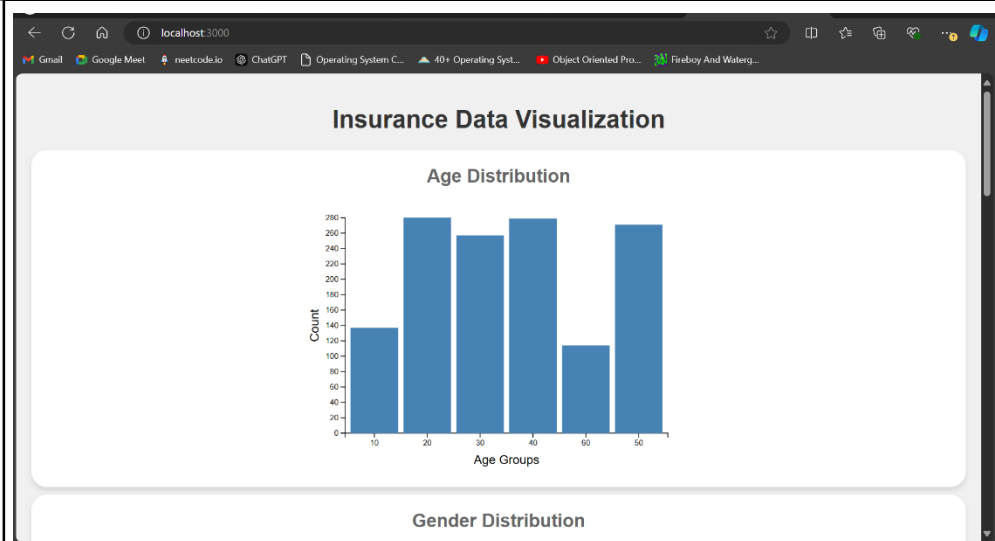 localhost:3000
Gmail Google Meet neetcode.io ChatGPT Operating System C... 40+ Operating Syst... Object Oriented Pro... Fireboy And Waterg...
Insurance Data Visualization
Age Distribution
280
260
240
220
200
180
160
140
120
100
80
60
40
20
0
Count
10 20 30 40 60 50
Age Groups
Gender Distribution